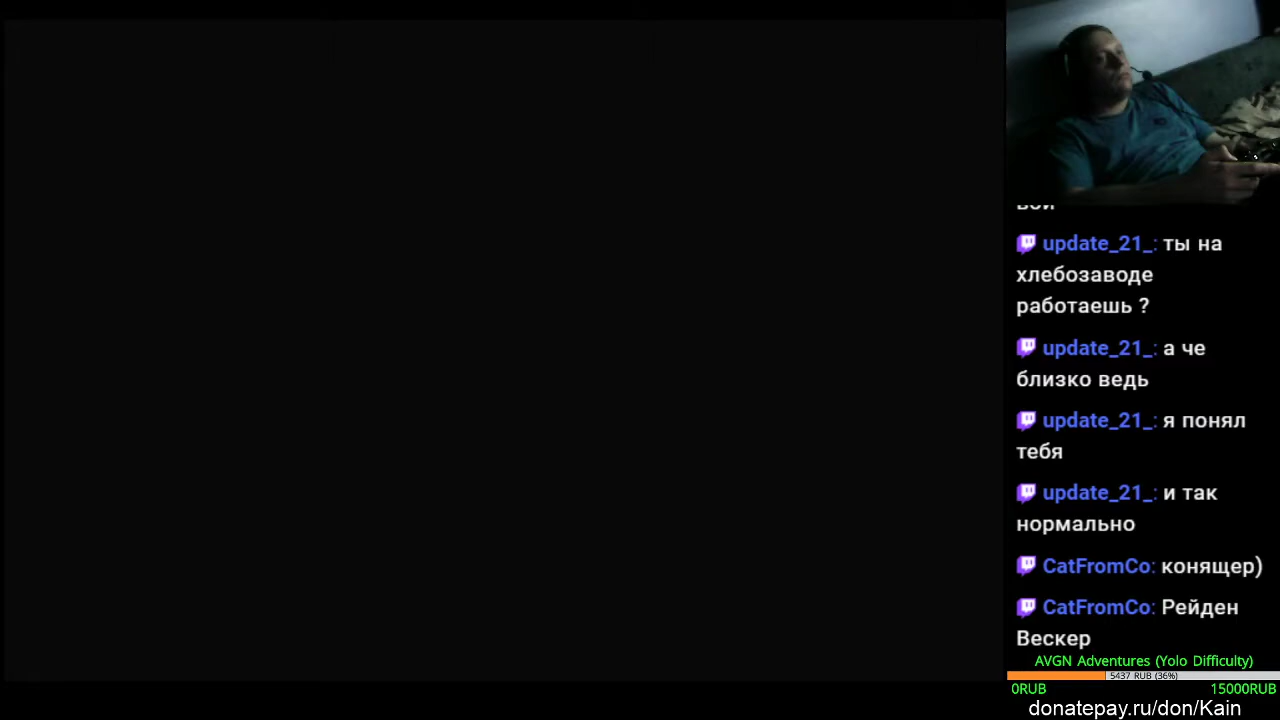 вой
update_21_: ты на
хлебозаводе
работаешь ?
update_21_: а че
близко ведь
update_21_: я понял
тебя
update_21_: и так
нормально
CatFromCo: конящер)
CatFromCo: Рейден
Вескер
AVGN Adventures (Yolo Difficulty)
5437 RUB (36%)
0RUB 15000RUB
donatepay.ru/don/Kain